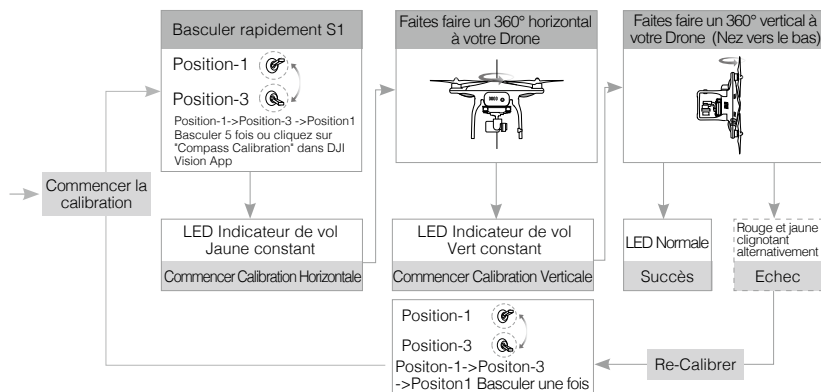 Basculer rapidement S1
Position-1
Position-3
Position-1->Position-3 ->Position1
Basculer 5 fois ou cliquez sur
"Compass Calibration" dans DJI
Vision App
Faites faire un 360° horizontal
à votre Drone
Faites faire un 360° vertical à
votre Drone (Nez vers le bas)
Commencer la
calibration
LED Indicateur de vol
Jaune constant
Commencer Calibration Horizontale
LED Indicateur de vol
Vert constant
Commencer Calibration Verticale
LED Normale
Succès
Rouge et jaune
clignotant
alternativement
Echec
Position-1
Position-3
Positon-1->Positon-3
->Positon1 Basculer une fois
Re-Calibrer